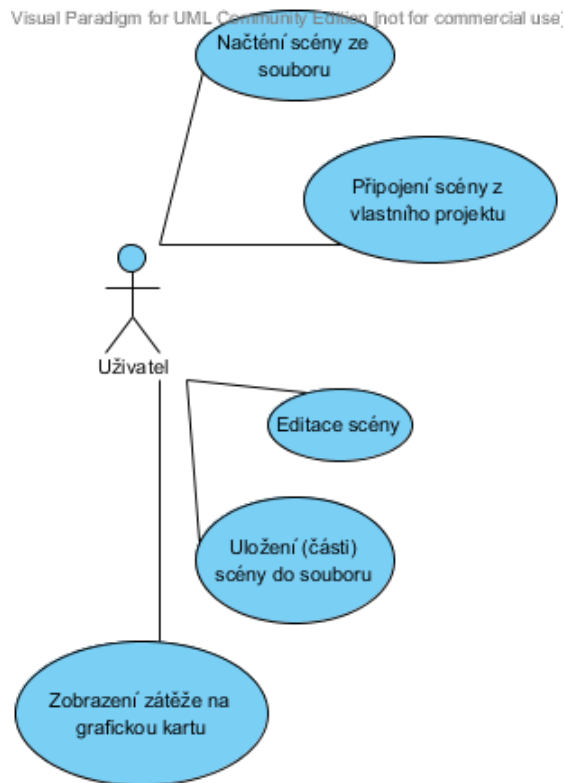 Visual Paradigm for UML Community Edition [not for commercial use]
Načtení scény ze
souboru
Připojení scény z
vlastního projektu
Uživatel
Editace scény
Uložení (části)
scény do souboru
Zobrazení zátěže na
grafickou kartu